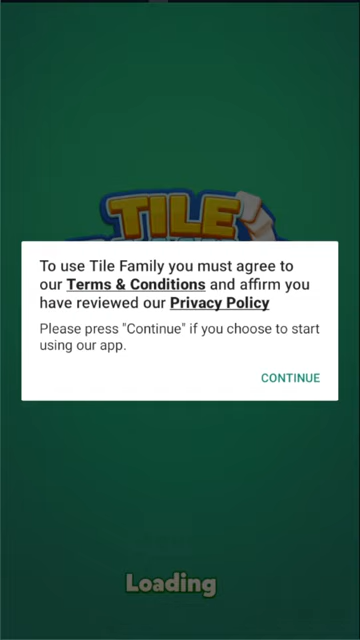 TILE
To use Tile Family you must agree to
our Terms & Conditions and affirm you
have reviewed our Privacy Policy
Please press "Continue" if you choose to start
using our app.
CONTINUE
Loading